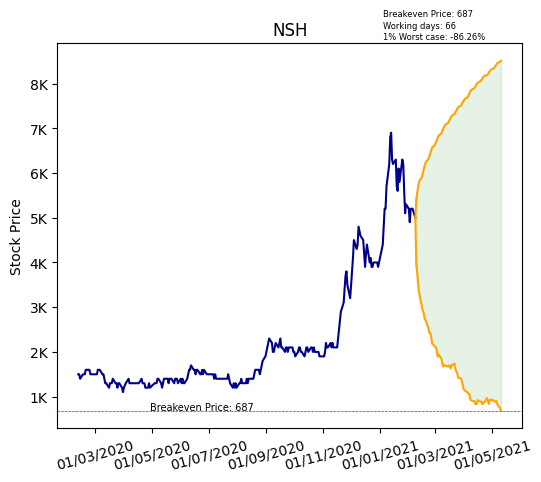 Breakeven Price: 687
Working days: 66
1% Worst case: -86.26%
NSH
Stock Price
8K
7K
6K
5K
4K
3K
2K
1K
Breakeven Price: 687
01/03/2020
01/05/2020
01/07/2020
01/09/2020
01/11/2020
01/01/2021
01/03/2021
01/05/2021